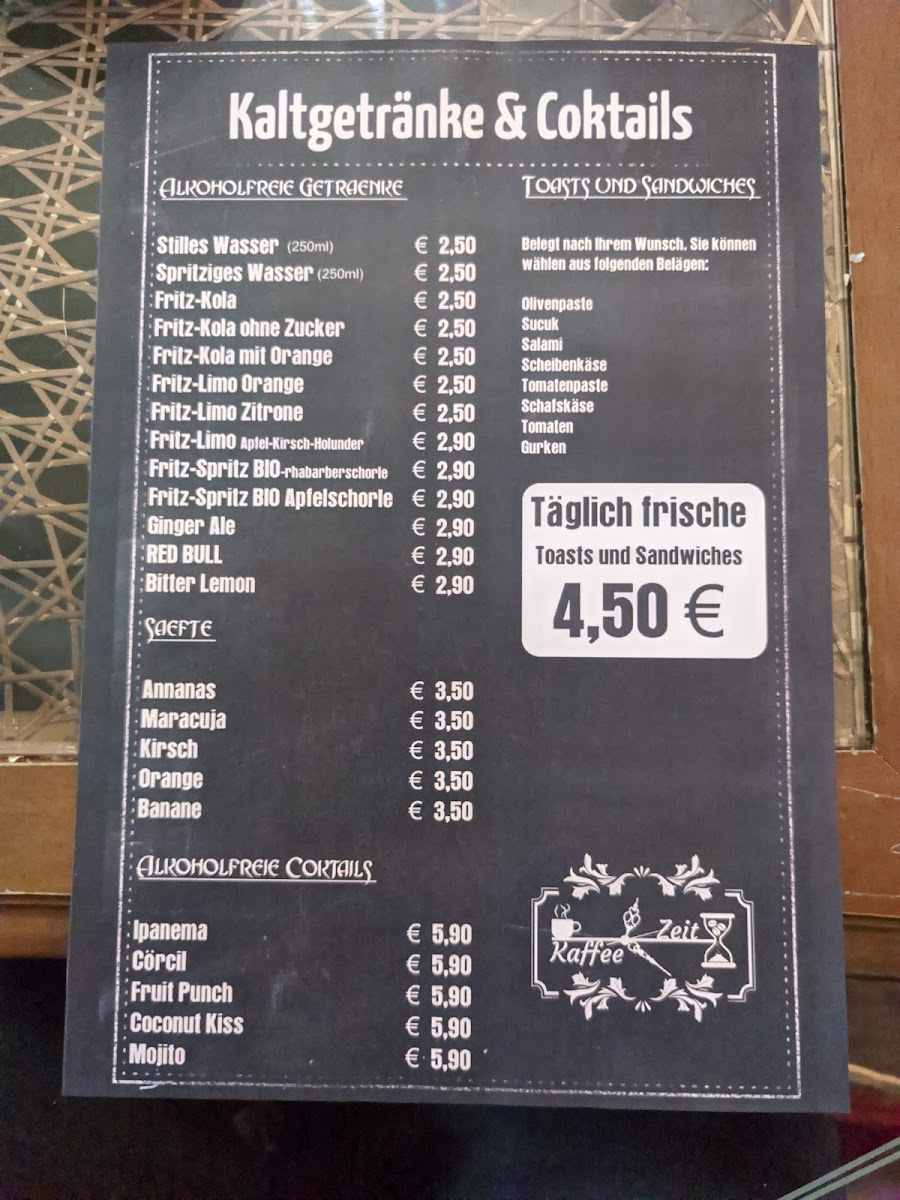 Kaltgetränke & Coktails
Alkoholfreie Getraenke
Stilles Wasser (250ml) € 2,50
Spritziges Wasser (250ml) € 2,50
Fritz-Kola € 2,50
Fritz-Kola ohne Zucker € 2,50
Fritz-Kola mit Orange € 2,50
Fritz-Limo Orange € 2,50
Fritz-Limo Zitrone € 2,50
Fritz-Limo Apfel-Kirsch-Holunder € 2,90
Fritz-Spritz BIO-rhabarberschorle € 2,90
Fritz-Spritz BIO Apfelschorle € 2,90
Ginger Ale € 2,90
RED BULL € 2,90
Bitter Lemon € 2,90
Saefte
Annanas € 3,50
Maracuja € 3,50
Kirsch € 3,50
Orange € 3,50
Banane € 3,50
Alkoholfreie Coktails
Ipanema € 5,90
Cörcil € 5,90
Fruit Punch € 5,90
Coconut Kiss € 5,90
Mojito € 5,90
Toasts und Sandwiches
Belegt nach Ihrem Wunsch. Sie können
wählen aus folgenden Belägen:
Olivenpaste
Sucuk
Salami
Scheibenkäse
Tomatenpaste
Schafskäse
Tomaten
Gurken
Täglich frische
Toasts und Sandwiches
4,50 €
Kaffee Zeit